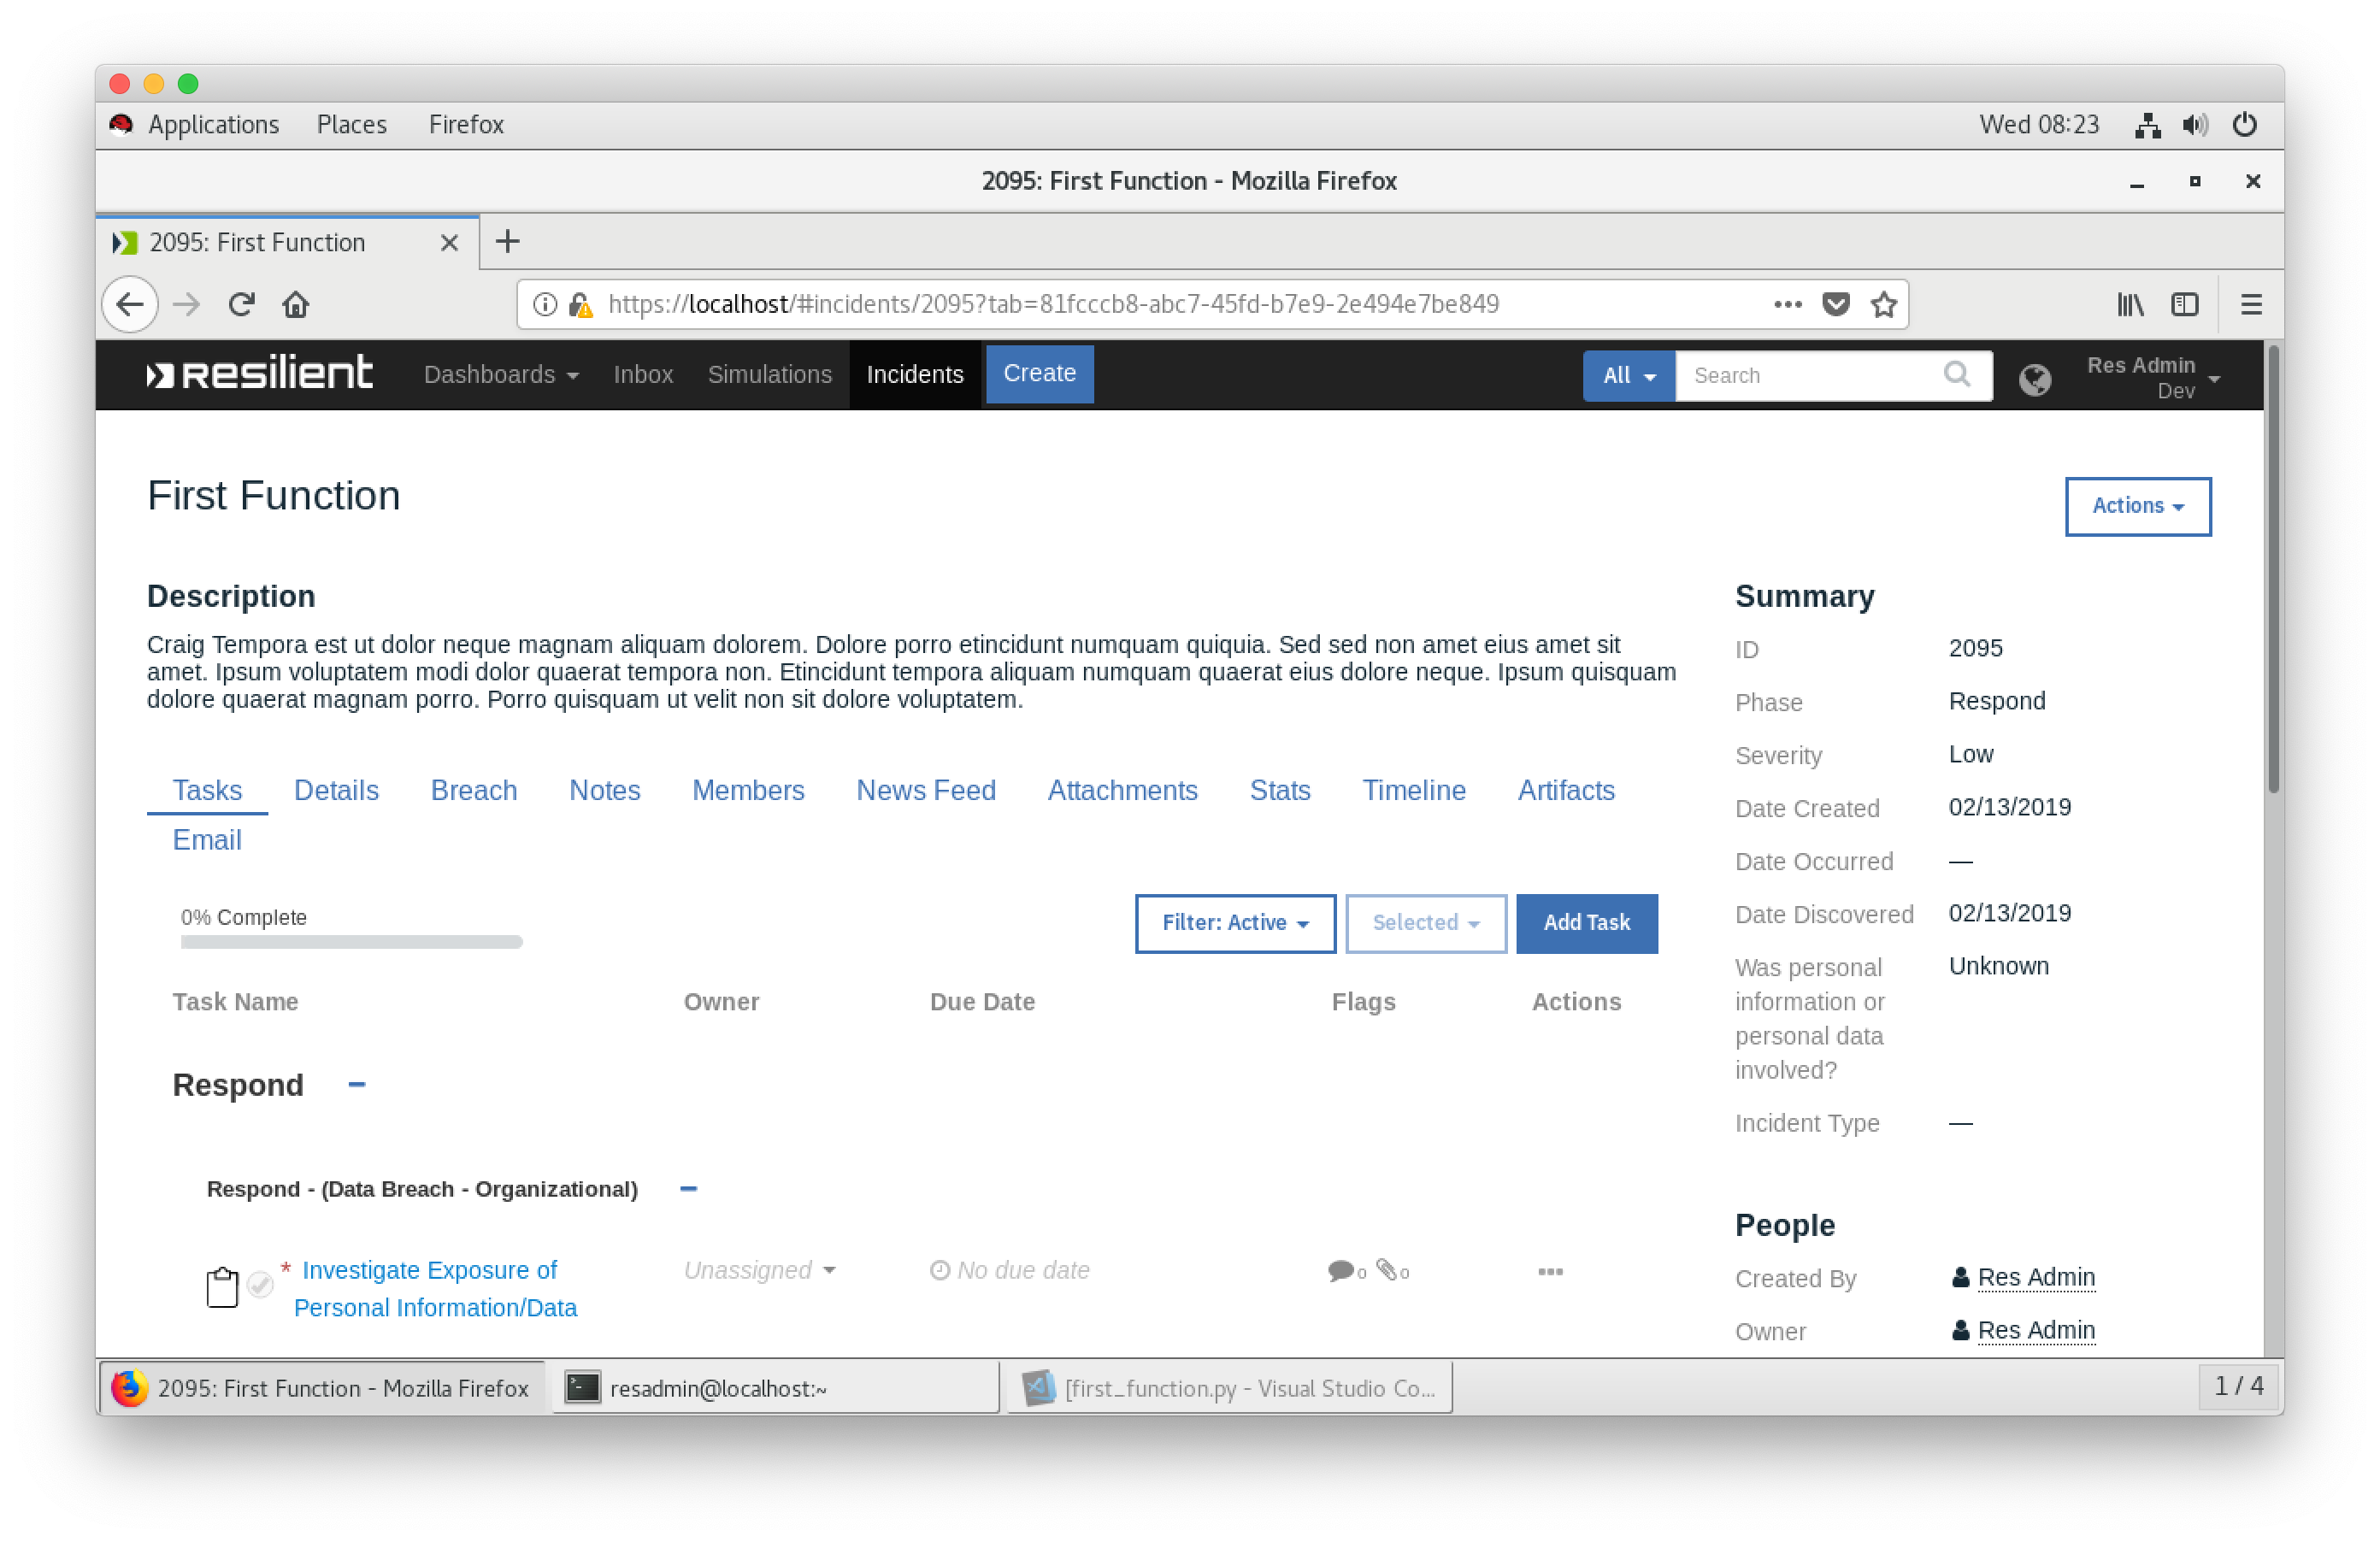 Applications Places Firefox Wed 08:23
2095: First Function - Mozilla Firefox
2095: First Function
https://localhost/#incidents/2095?tab=81fcccb8-abc7-45fd-b7e9-2e494e7be849
resilient Dashboards Inbox Simulations Incidents Create All Search Res Admin
Dev
First Function
Actions
Description
Craig Tempora est ut dolor neque magnam aliquam dolorem. Dolore porro etincidunt numquam quiquia. Sed sed non amet eius amet sit
amet. Ipsum voluptatem modi dolor quaerat tempora non. Etincidunt tempora aliquam numquam quaerat eius dolore neque. Ipsum quisquam
dolore quaerat magnam porro. Porro quisquam ut velit non sit dolore voluptatem.
Tasks Details Breach Notes Members News Feed Attachments Stats Timeline Artifacts
Email
0% Complete
Filter: Active Selected Add Task
Task Name Owner Due Date Flags Actions
Respond
Respond - (Data Breach - Organizational)
* Investigate Exposure of
Personal Information/Data
Unassigned No due date 0 0
Summary
ID 2095
Phase Respond
Severity Low
Date Created 02/13/2019
Date Occurred —
Date Discovered 02/13/2019
Was personal Unknown
information or
personal data
involved?
Incident Type —
People
Created By Res Admin
Owner Res Admin
2095: First Function - Mozilla Firefox resadmin@localhost:~ [first_function.py - Visual Studio Co... 1 / 4